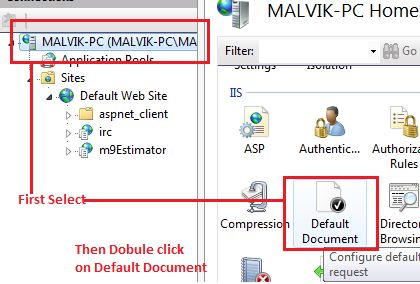 Connections
MALVIK-PC (MALVIK-PC\MA
Application Pools
Sites
Default Web Site
aspnet_client
irc
m9Estimator
First Select
Then Dobule click
on Default Document
MALVIK-PC Home
Filter:
Go
Settings
Isolation
IIS
ASP
Authentic...
Authoriza
Rules
Compression
Default
Document
Director
Browsin
Configure default
request